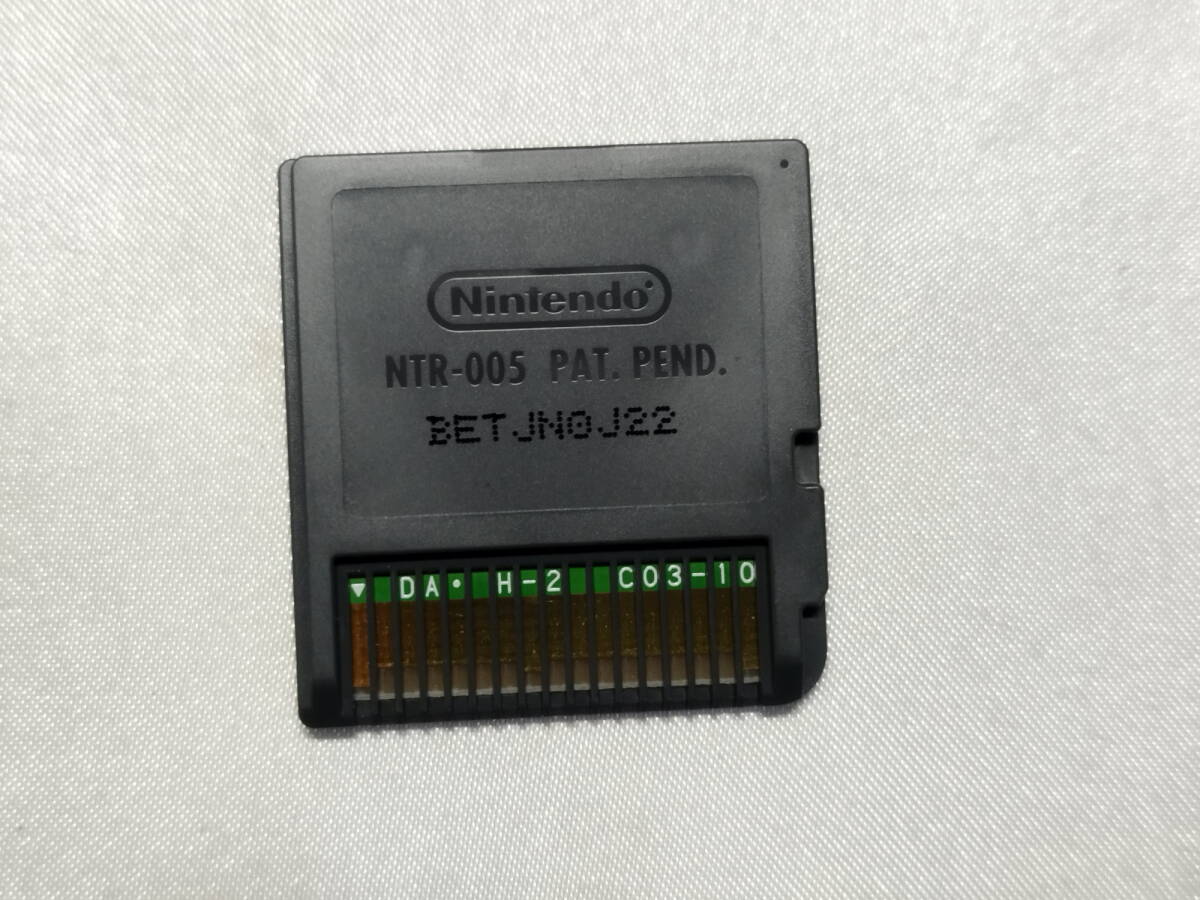 Nintendo
NTR-005 PAT. PEND.
BETJN0J22
▼ DA• H-2 C03-10